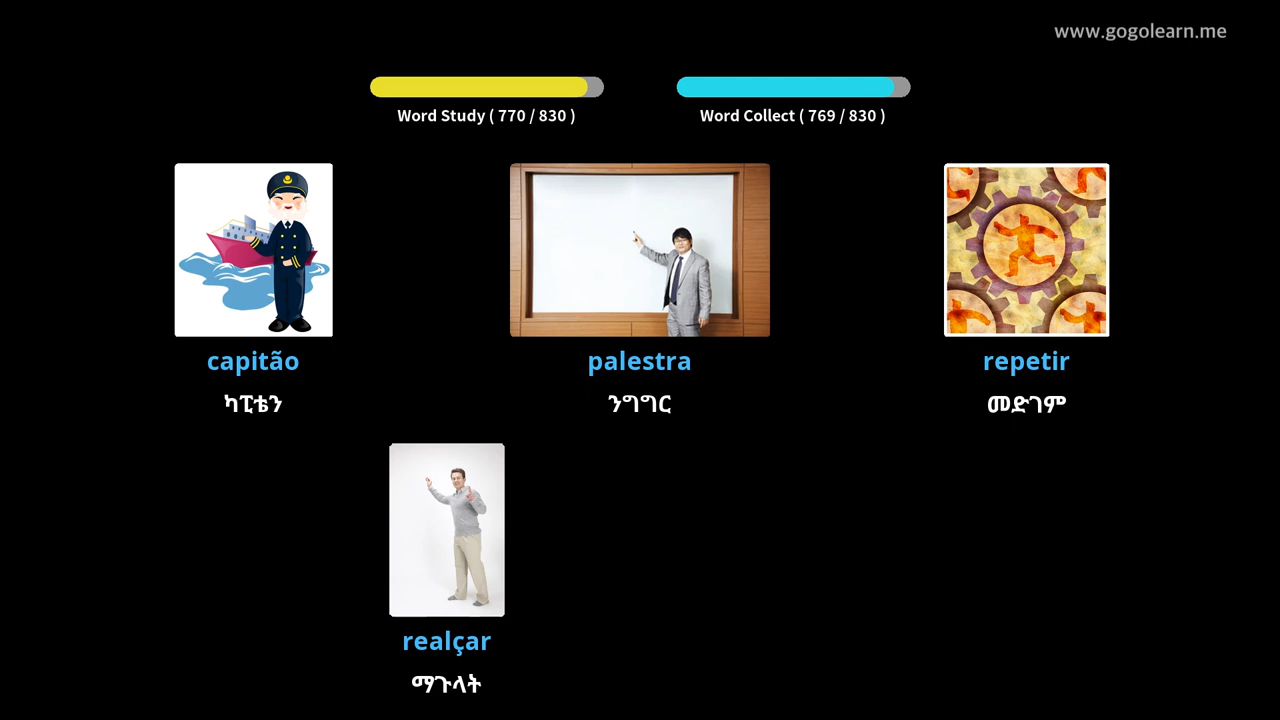 www.gogolearn.me
Word Study ( 770 / 830 )
Word Collect ( 769 / 830 )
capitão
palestra
repetir
ካፒቴን
ንግግር
መድገም
realçar
ማጉላት